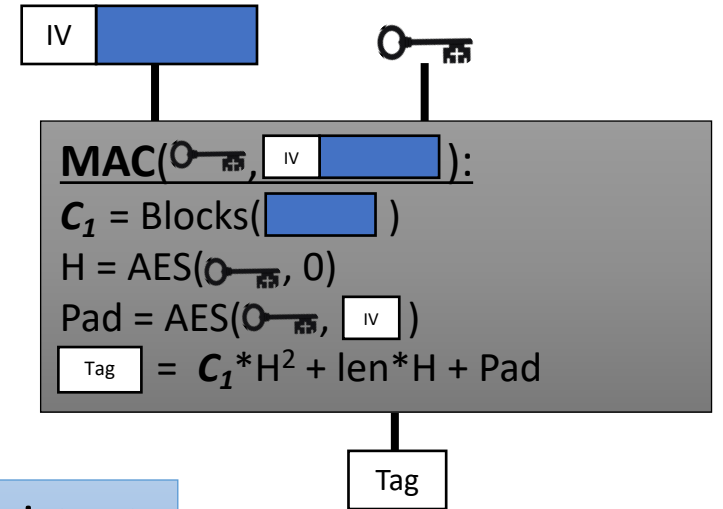 IV
MAC( , IV ):
C₁ = Blocks( )
H = AES( , 0)
Pad = AES( , IV )
Tag = C₁*H² + len*H + Pad
Tag